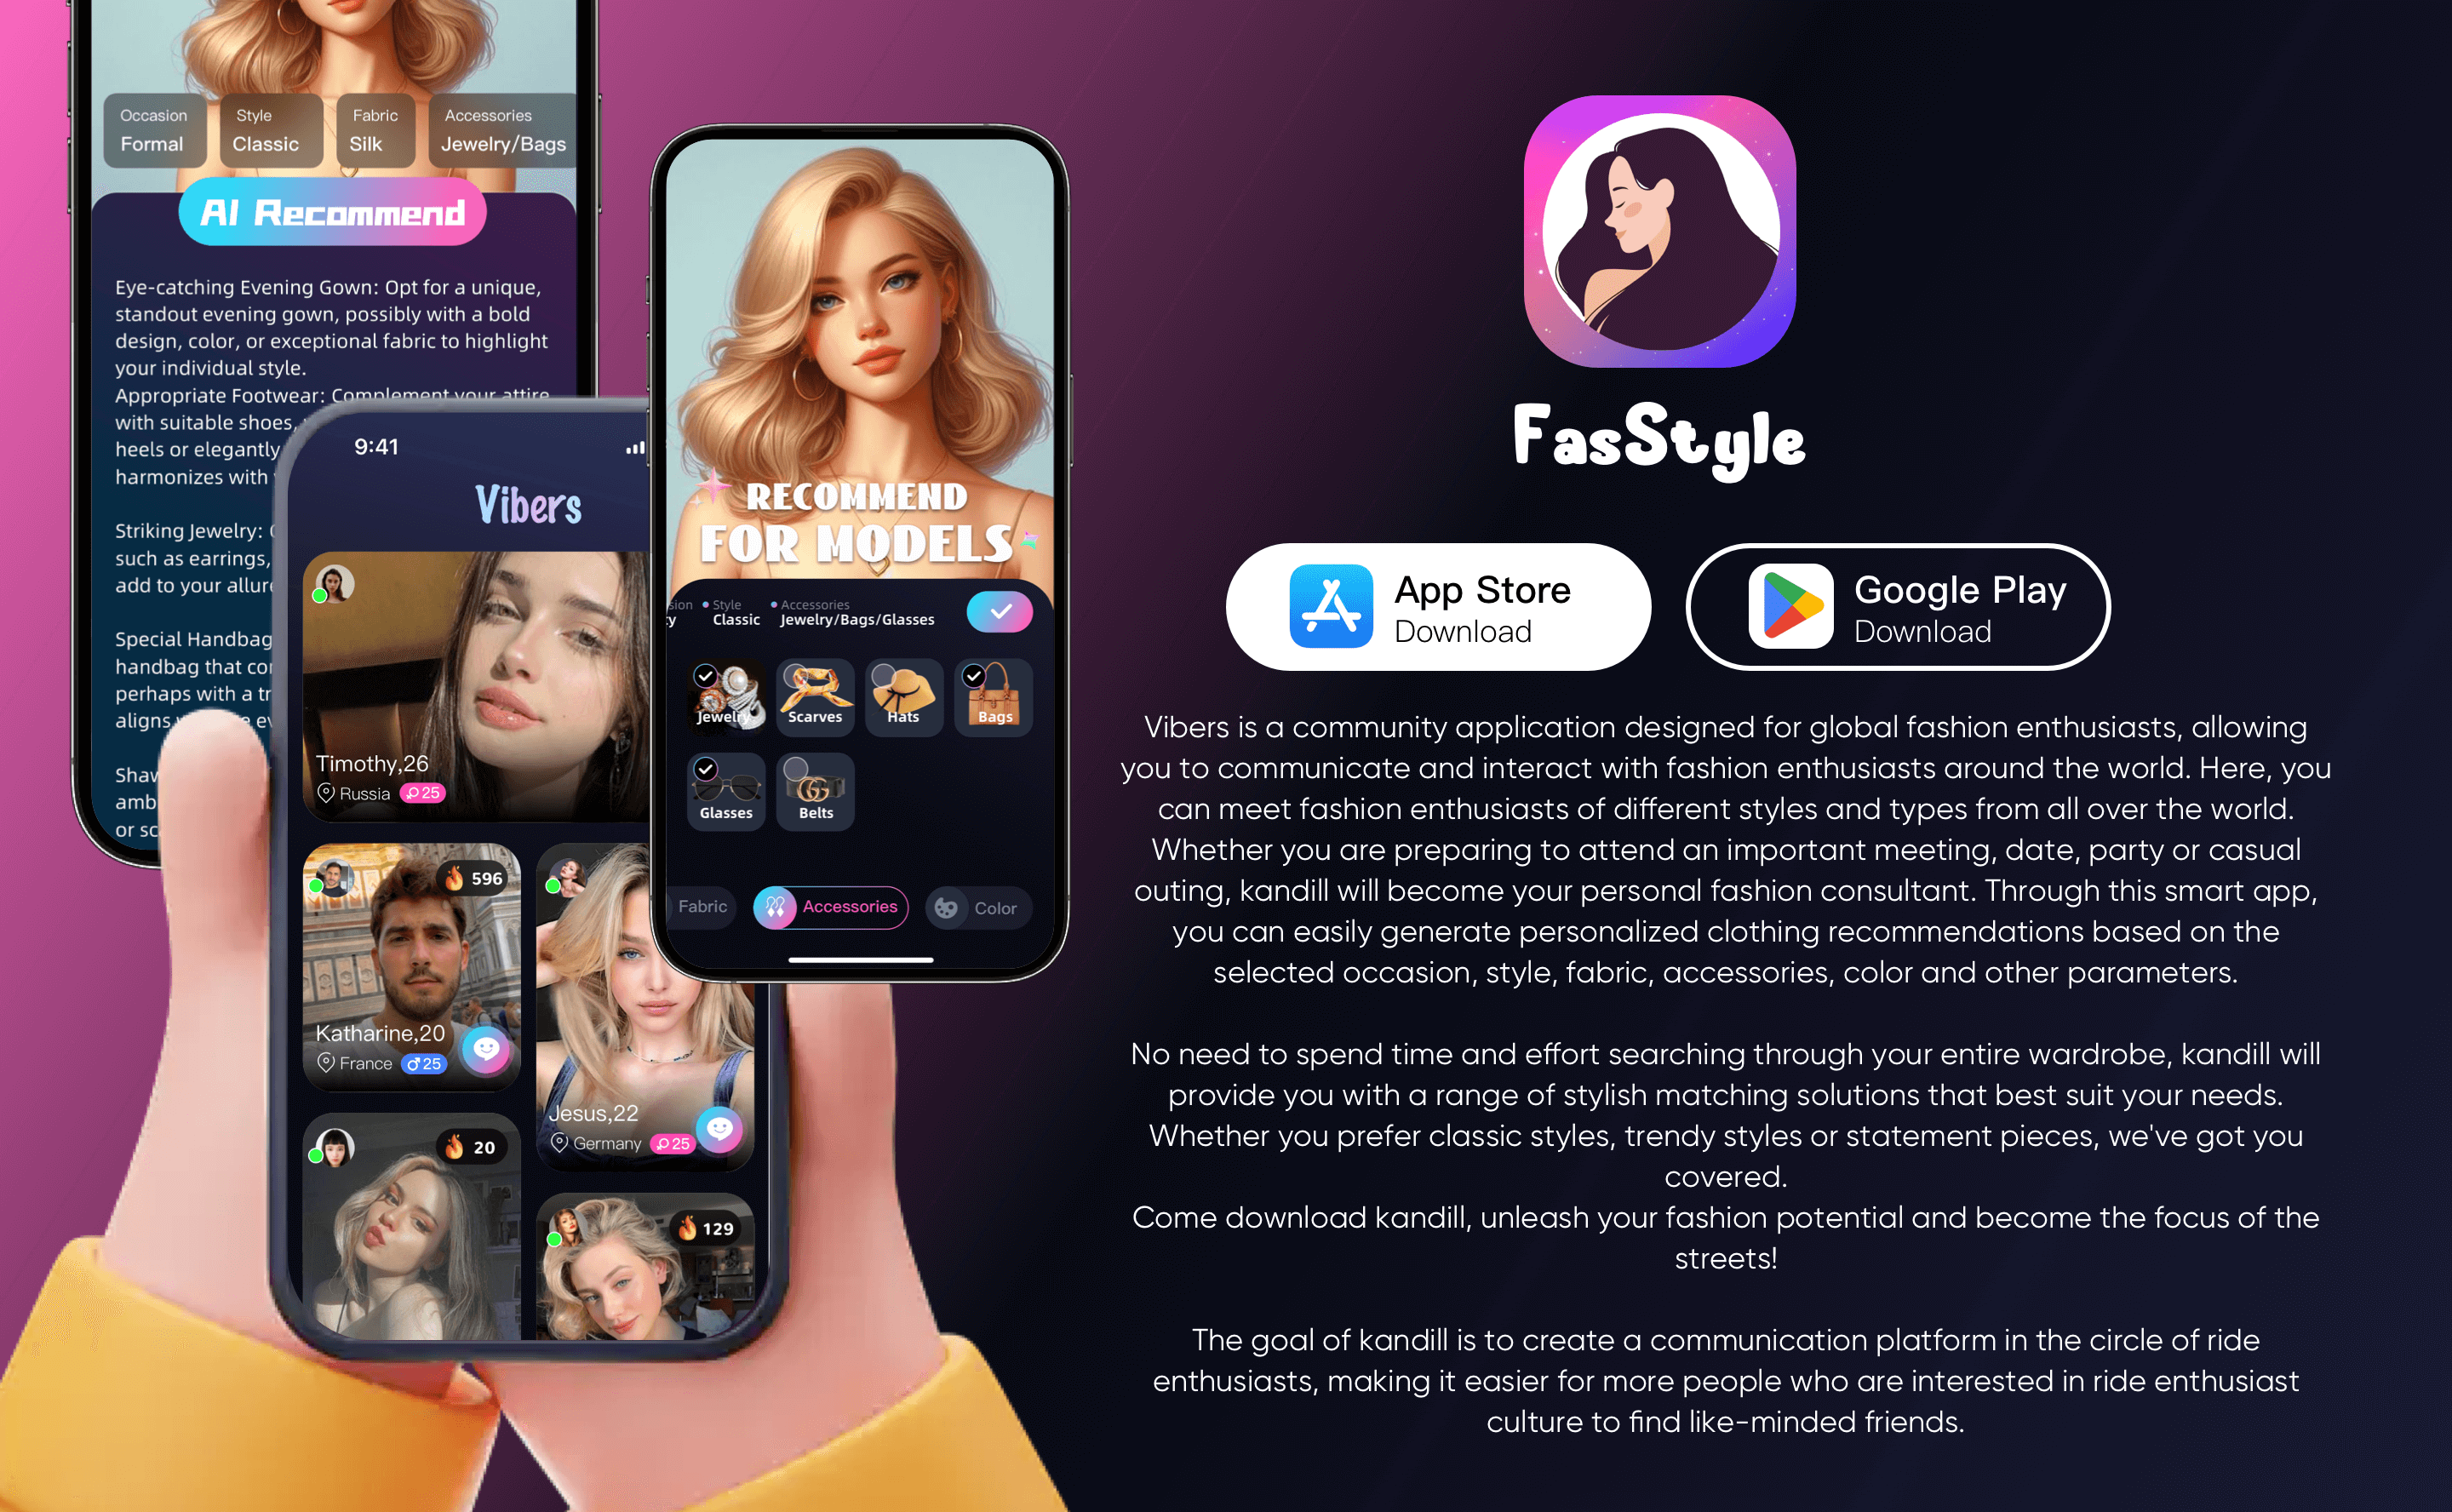 Occasion
Formal
Style
Classic
Fabric
Silk
Accessories
Jewelry/Bags
AI Recommend
Eye-catching Evening Gown: Opt for a unique,
standout evening gown, possibly with a bold
design, color, or exceptional fabric to highlight
your individual style.
Appropriate Footwear: Complement your attire
with suitable shoes,
heels or elegantly
harmonizes with
Striking Jewelry:
such as earrings,
add to your allure
Special Handbag
handbag that
perhaps with a
aligns
or
9:41
Vibers
Timothy,26
Russia
25
596
Katharine,20
France
25
Jesus,22
Germany
25
20
129
RECOMMEND
FOR MODELS
Style
Classic
Accessories
Jewelry/Bags/Glasses
Jewelry
Scarves
Hats
Bags
Glasses
Belts
Fabric
Accessories
Color
FasStyle
App Store
Download
Google Play
Download
Vibers is a community application designed for global fashion enthusiasts, allowing
you to communicate and interact with fashion enthusiasts around the world. Here, you
can meet fashion enthusiasts of different styles and types from all over the world.
Whether you are preparing to attend an important meeting, date, party or casual
outing, kandill will become your personal fashion consultant. Through this smart app,
you can easily generate personalized clothing recommendations based on the
selected occasion, style, fabric, accessories, color and other parameters.
No need to spend time and effort searching through your entire wardrobe, kandill will
provide you with a range of stylish matching solutions that best suit your needs.
Whether you prefer classic styles, trendy styles or statement pieces, we've got you
covered.
Come download kandill, unleash your fashion potential and become the focus of the
streets!
The goal of kandill is to create a communication platform in the circle of ride
enthusiasts, making it easier for more people who are interested in ride enthusiast
culture to find like-minded friends.